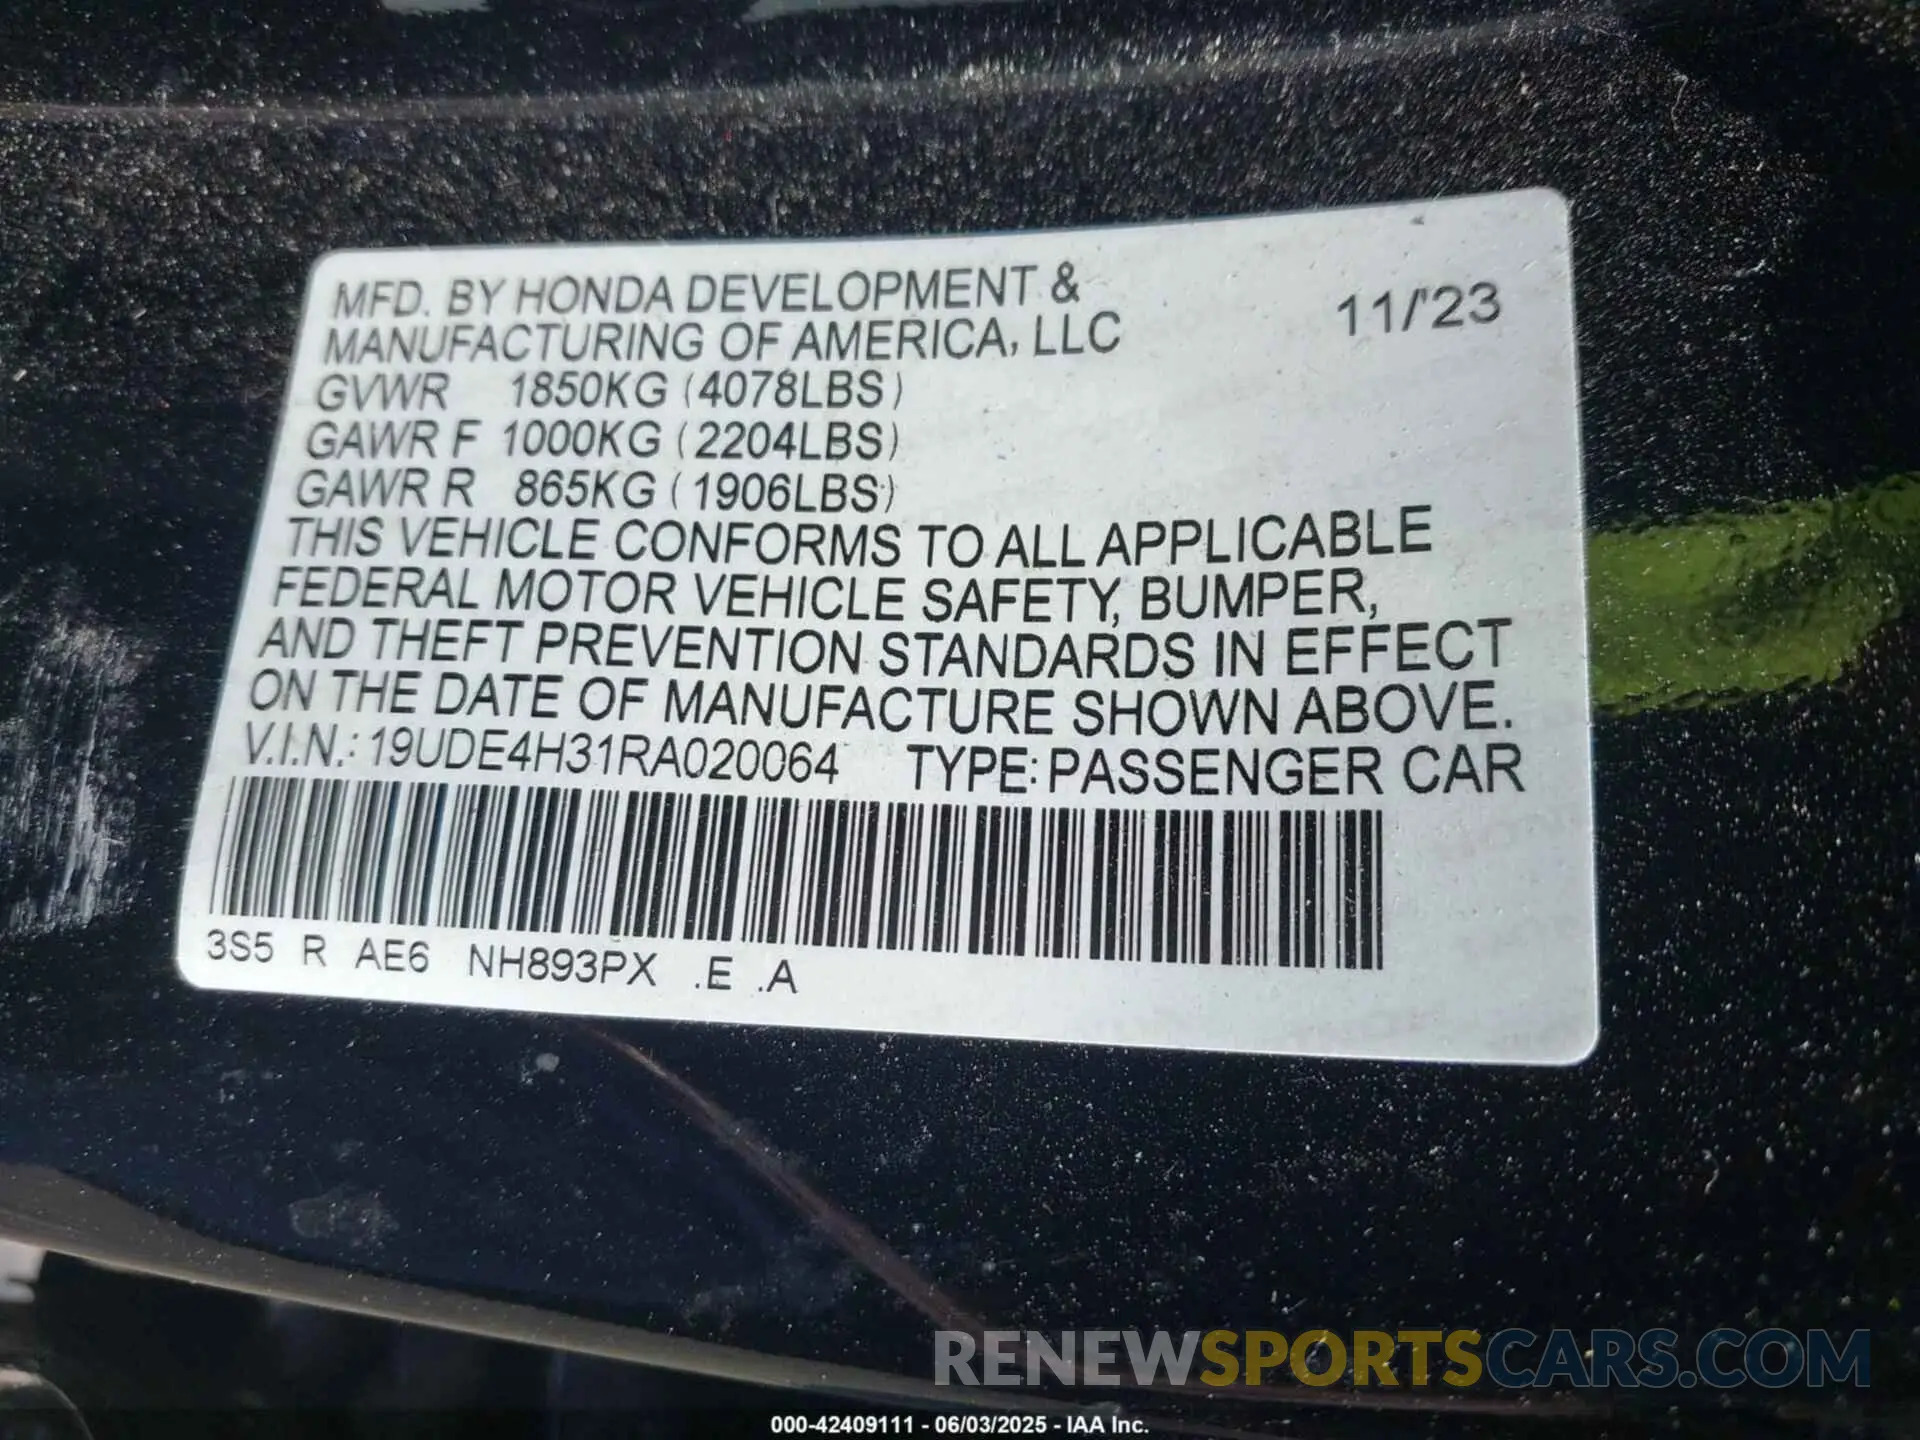 MFD. BY HONDA DEVELOPMENT &
MANUFACTURING OF AMERICA, LLC
11/'23
GVWR 1850KG (4078LBS)
GAWR F 1000KG (2204LBS)
GAWR R 865KG (1906LBS)
THIS VEHICLE CONFORMS TO ALL APPLICABLE
FEDERAL MOTOR VEHICLE SAFETY, BUMPER,
AND THEFT PREVENTION STANDARDS IN EFFECT
ON THE DATE OF MANUFACTURE SHOWN ABOVE.
V.I.N.: 19UDE4H31RA020064 TYPE: PASSENGER CAR
3S5 R AE6 NH893PX .E .A
RENEWSPORTSCARS.COM
000-42409111 - 06/03/2025 - IAA Inc.